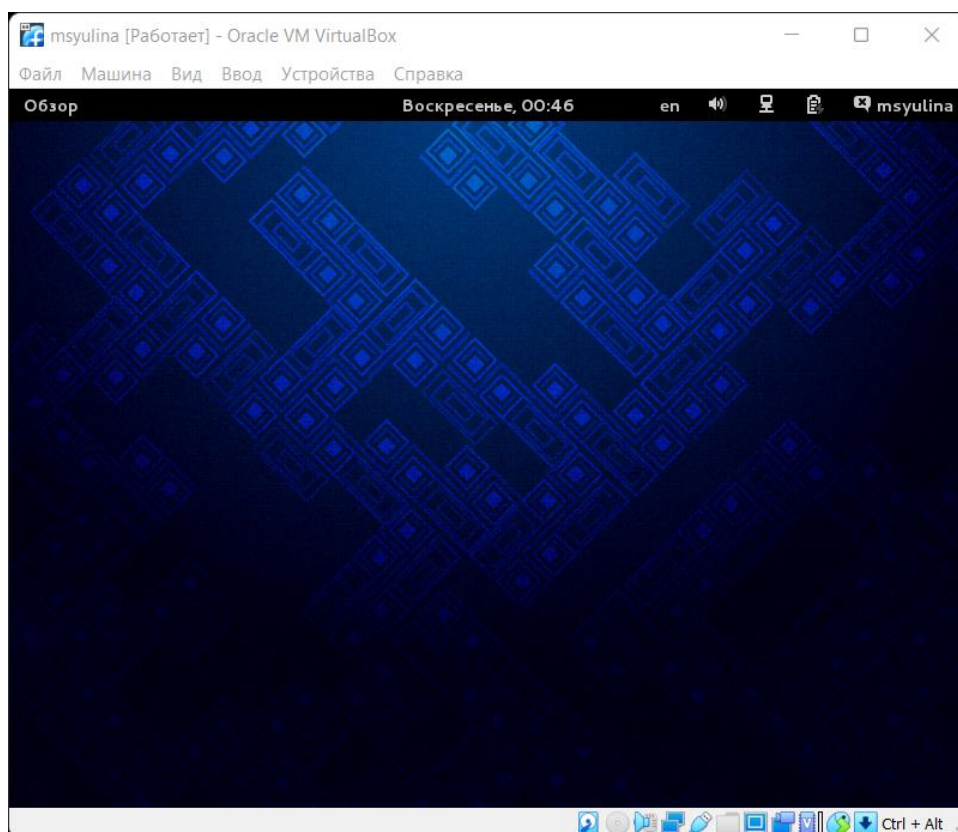 msyulina [Работает] - Oracle VM VirtualBox
Файл Машина Вид Ввод Устройства Справка
Обзор Воскресенье, 00:46 en msyulina
Ctrl + Alt